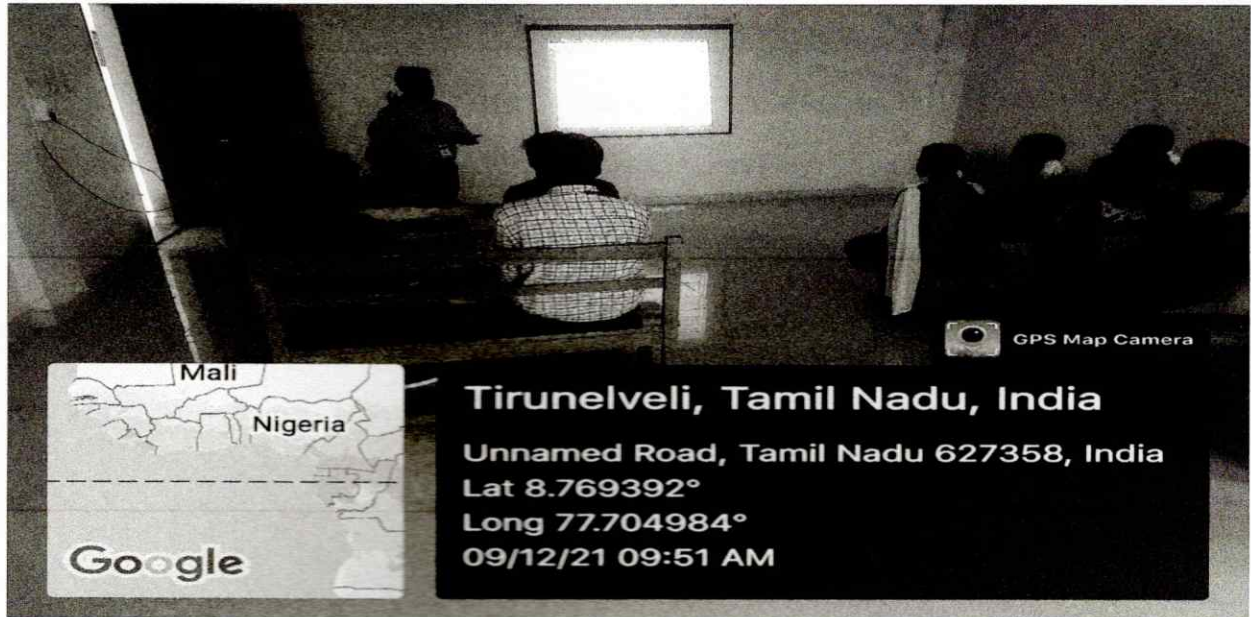 GPS Map Camera
Mali
Nigeria
Google
Tirunelveli, Tamil Nadu, India
Unnamed Road, Tamil Nadu 627358, India
Lat 8.769392°
Long 77.704984°
09/12/21 09:51 AM